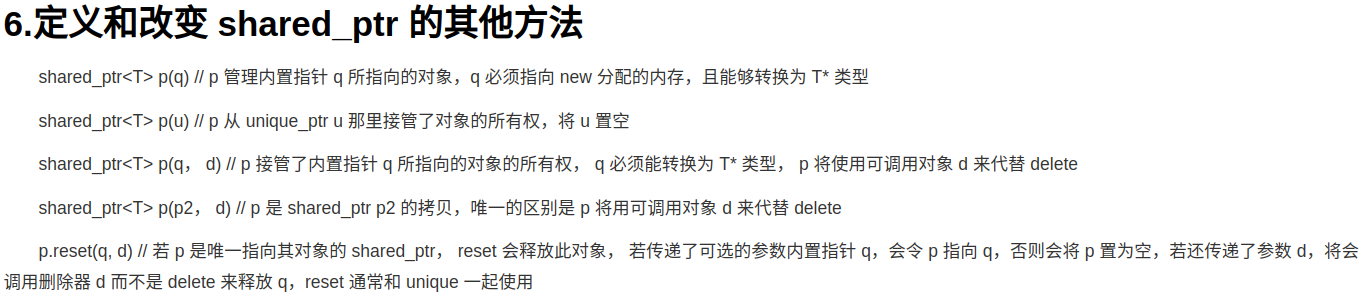 6.定义和改变 shared_ptr 的其他方法
shared_ptr<T> p(q) // p 管理内置指针 q 所指向的对象，q 必须指向 new 分配的内存，且能够转换为 T* 类型
shared_ptr<T> p(u) // p 从 unique_ptr u 那里接管了对象的所有权，将 u 置空
shared_ptr<T> p(q， d) // p 接管了内置指针 q 所指向的对象的所有权， q 必须能转换为 T* 类型， p 将使用可调用对象 d 来代替 delete
shared_ptr<T> p(p2， d) // p 是 shared_ptr p2 的拷贝，唯一的区别是 p 将用可调用对象 d 来代替 delete
p.reset(q, d) // 若 p 是唯一指向其对象的 shared_ptr， reset 会释放此对象， 若传递了可选的参数内置指针 q，会令 p 指向 q，否则会将 p 置为空，若还传递了参数 d，将会
调用删除器 d 而不是 delete 来释放 q，reset 通常和 unique 一起使用